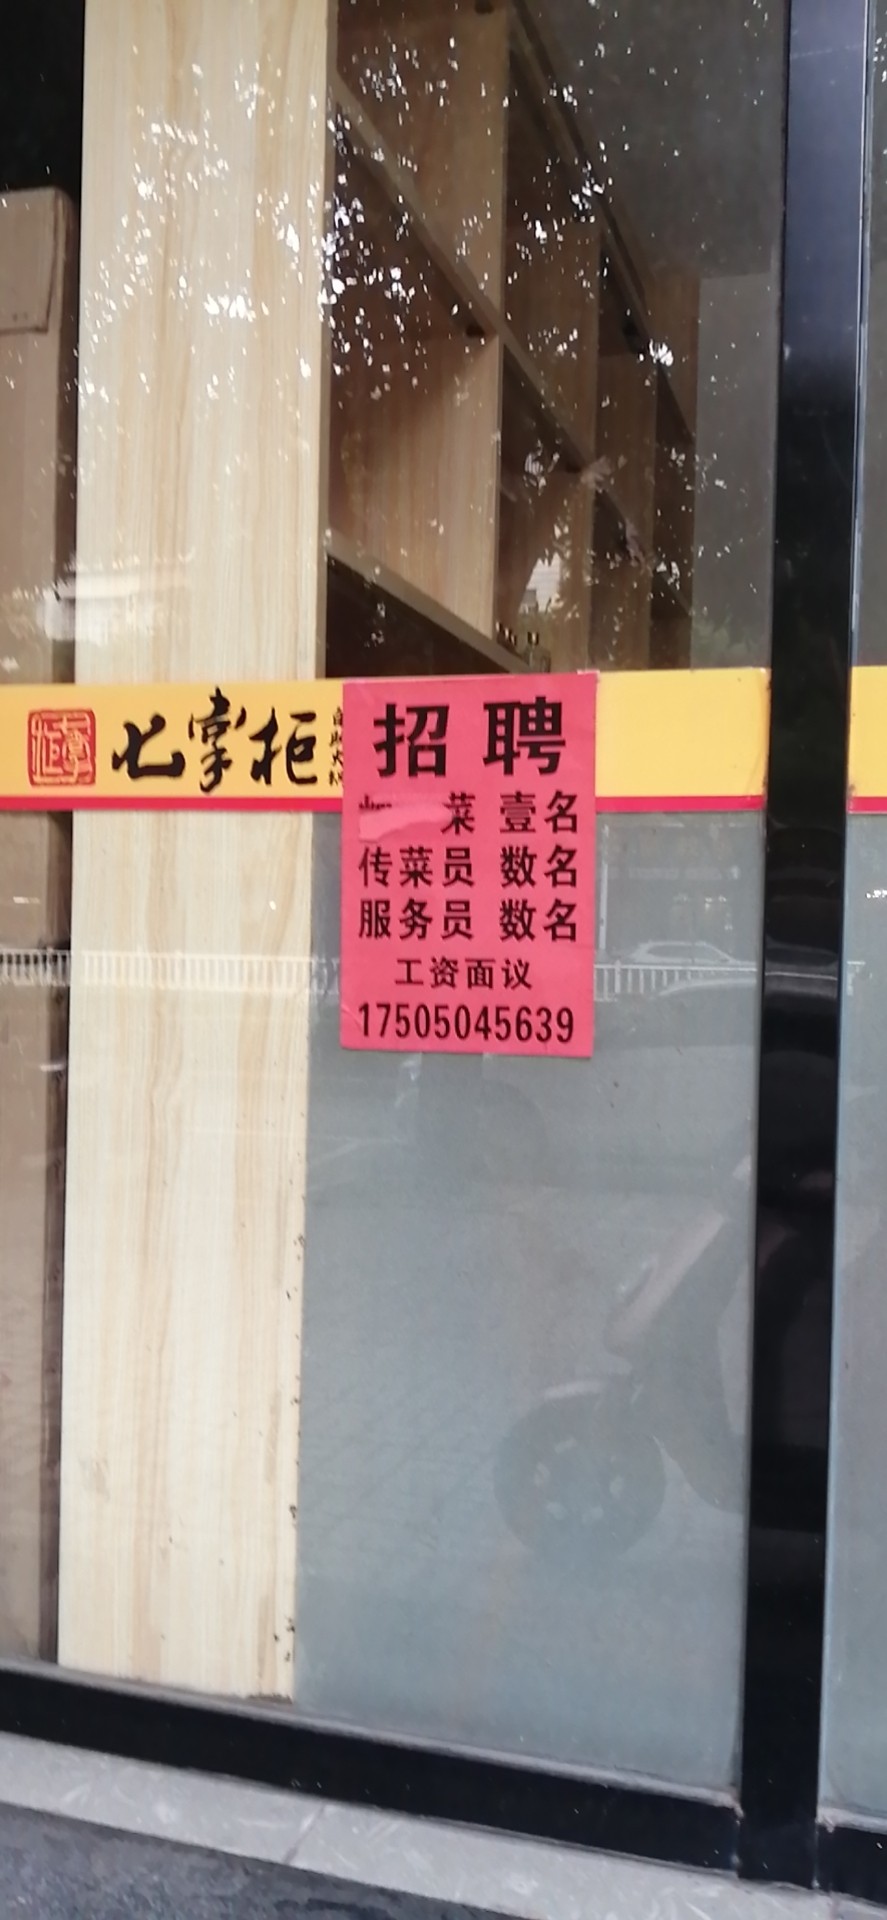 七掌柜
招聘
菜 壹名
传菜员 数名
服务员 数名
工资面议
17505045639